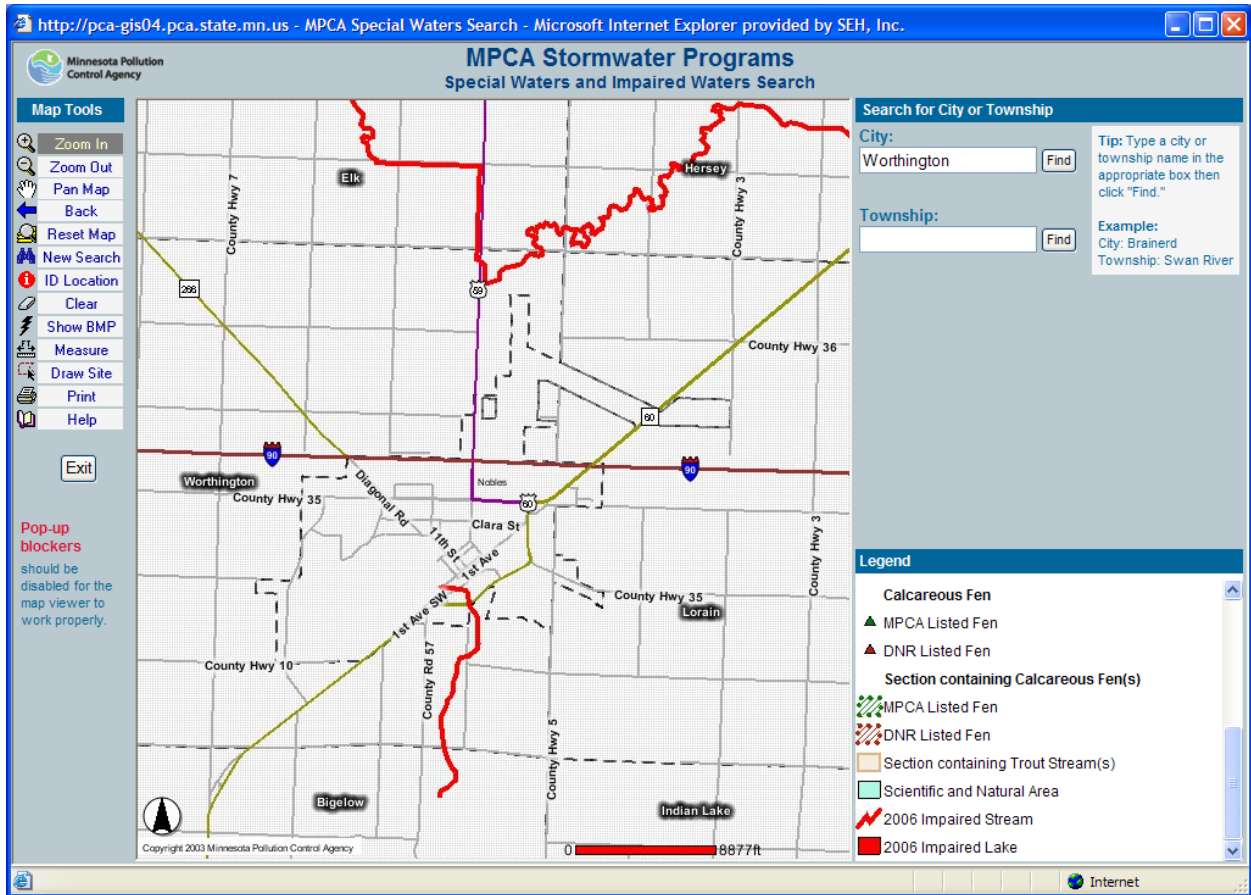 http://pca-gis04.pca.state.mn.us - MPCA Special Waters Search - Microsoft Internet Explorer provided by SEH, Inc.
Minnesota Pollution
Control Agency
MPCA Stormwater Programs
Special Waters and Impaired Waters Search
Map Tools
Zoom In
Zoom Out
Pan Map
Back
Reset Map
New Search
ID Location
Clear
Show BMP
Measure
Draw Site
Print
Help
Exit
Pop-up
blockers
should be
disabled for the
map viewer to
work properly.
Elk
Hersey
County Hwy 7
County Hwy 3
266
59
County Hwy 36
60
90
90
Worthington
County Hwy 35
Diagonal Rd
Nobles
60
Clara St
11th St
1st Ave
County Hwy 3
1st Ave SW
County Hwy 35
Lorain
County Hwy 10
County Rd 57
County Hwy 5
Bigelow
Indian Lake
Copyright 2003 Minnesota Pollution Control Agency
0
8877ft
Search for City or Township
City:
Worthington
Find
Township:
Find
Tip: Type a city or
township name in the
appropriate box then
click "Find."
Example:
City: Brainerd
Township: Swan River
Legend
Calcareous Fen
MPCA Listed Fen
DNR Listed Fen
Section containing Calcareous Fen(s)
MPCA Listed Fen
DNR Listed Fen
Section containing Trout Stream(s)
Scientific and Natural Area
2006 Impaired Stream
2006 Impaired Lake
Internet